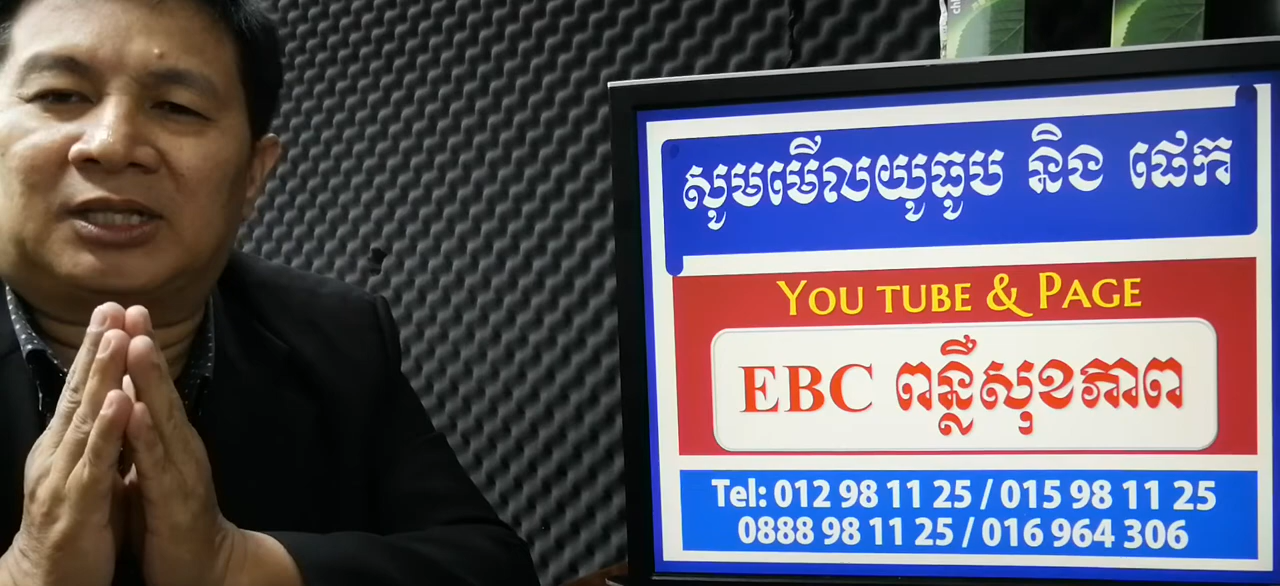 សូមមើលយូធូប និង ផេក
YOU TUBE & PAGE
EBC ពន្លឺសុខភាព
Tel: 012 98 11 25 / 015 98 11 25
0888 98 11 25 / 016 964 306